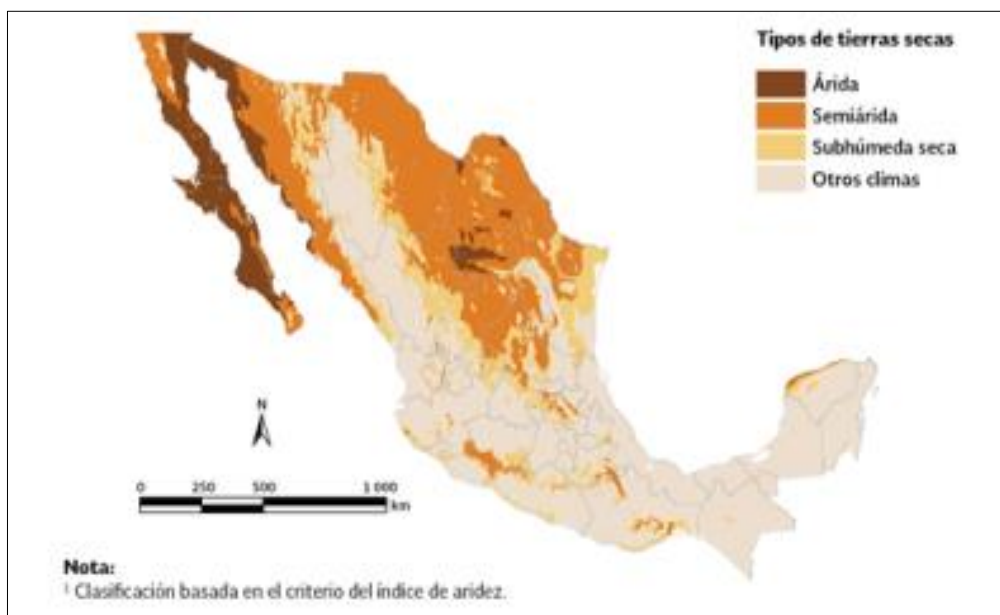 Tipos de tierras secas
Árida
Semiárida
Subhúmeda seca
Otros climas
N
0 250 500 1 000
km
Nota:
¹ Clasificación basada en el criterio del índice de aridez.